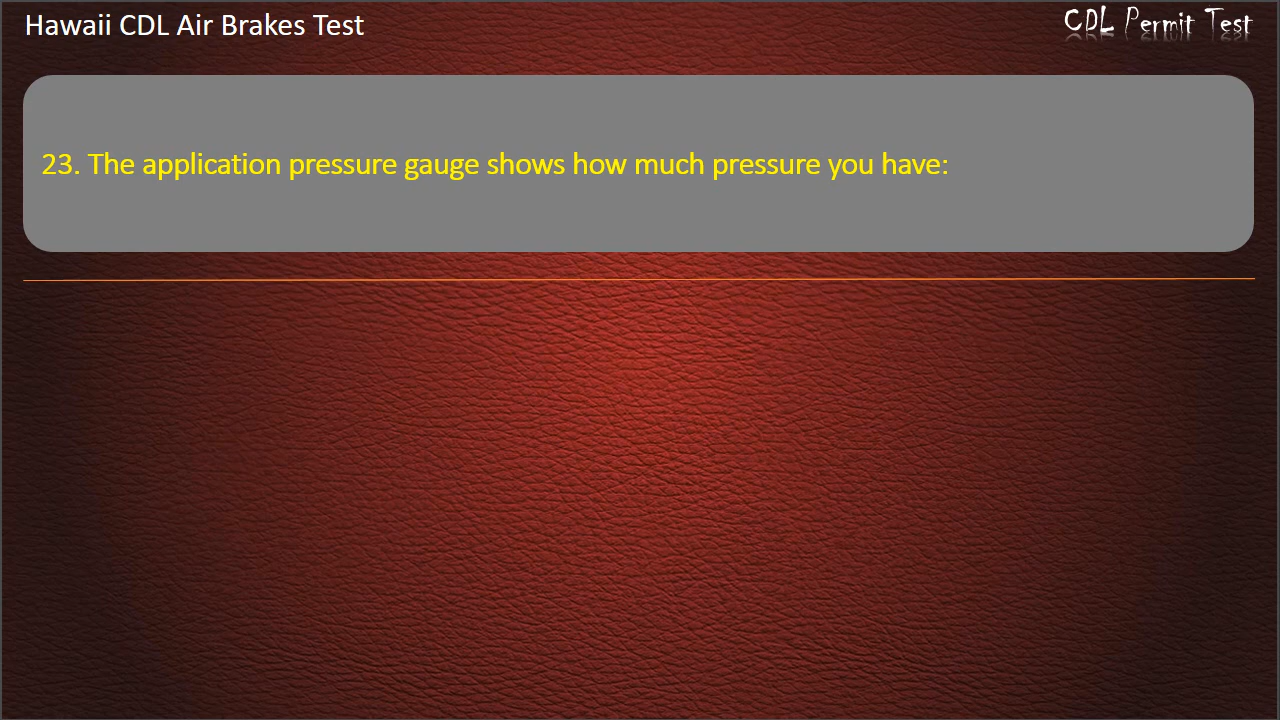 Hawaii CDL Air Brakes Test
CDL Permit Test
23. The application pressure gauge shows how much pressure you have: